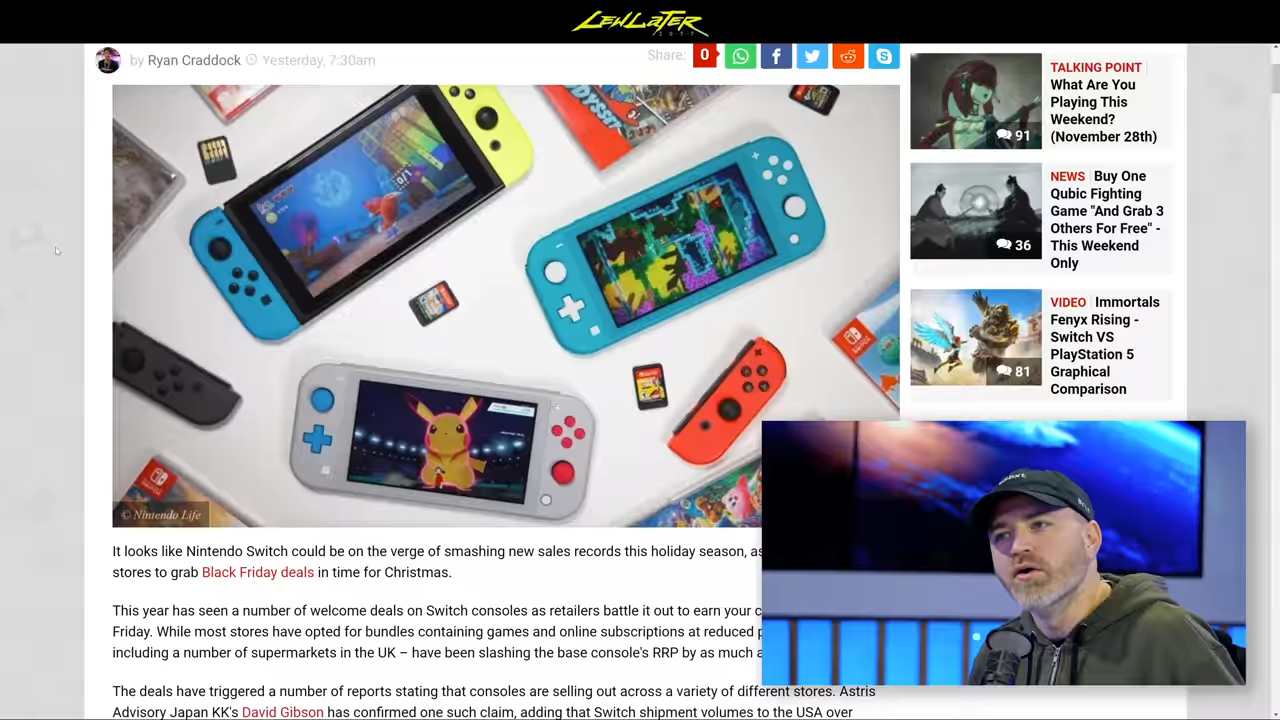 LEWLATER
2077
by Ryan Craddock Yesterday, 7:30am
Share: 0
TALKING POINT
What Are You
Playing This
Weekend?
(November 28th)
91
NEWS Buy One
Qubic Fighting
Game "And Grab 3
Others For Free" -
This Weekend
Only
36
VIDEO Immortals
Fenyx Rising -
Switch VS
PlayStation 5
Graphical
Comparison
81
ODYSSEY
© Nintendo Life
It looks like Nintendo Switch could be on the verge of smashing new sales records this holiday season, as
stores to grab Black Friday deals in time for Christmas.
This year has seen a number of welcome deals on Switch consoles as retailers battle it out to earn your c
Friday. While most stores have opted for bundles containing games and online subscriptions at reduced p
including a number of supermarkets in the UK – have been slashing the base console's RRP by as much a
The deals have triggered a number of reports stating that consoles are selling out across a variety of different stores. Astris
Advisory Japan KK's David Gibson has confirmed one such claim, adding that Switch shipment volumes to the USA over